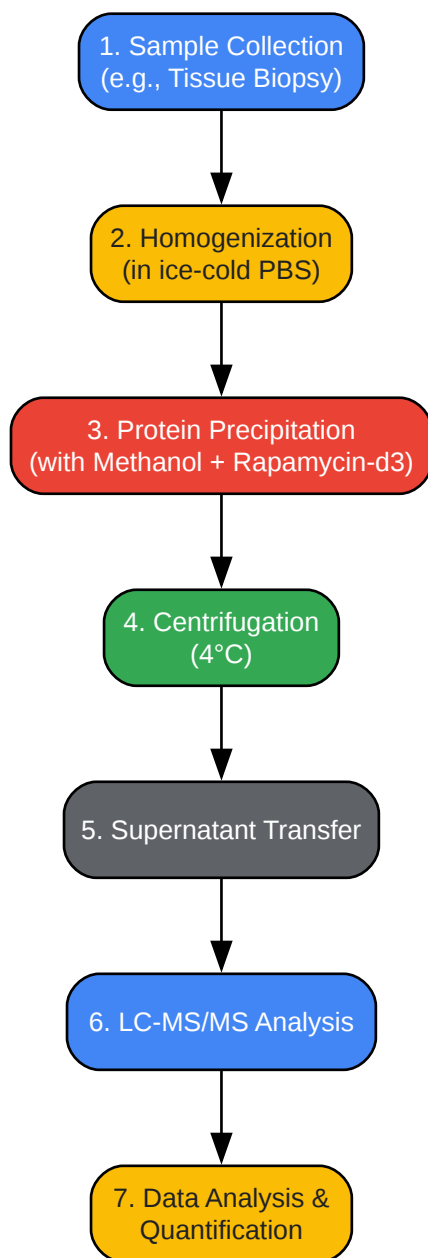 1. Sample Collection
(e.g., Tissue Biopsy)
2. Homogenization
(in ice-cold PBS)
3. Protein Precipitation
(with Methanol + Rapamycin-d3)
4. Centrifugation
(4°C)
5. Supernatant Transfer
6. LC-MS/MS Analysis
7. Data Analysis &
Quantification